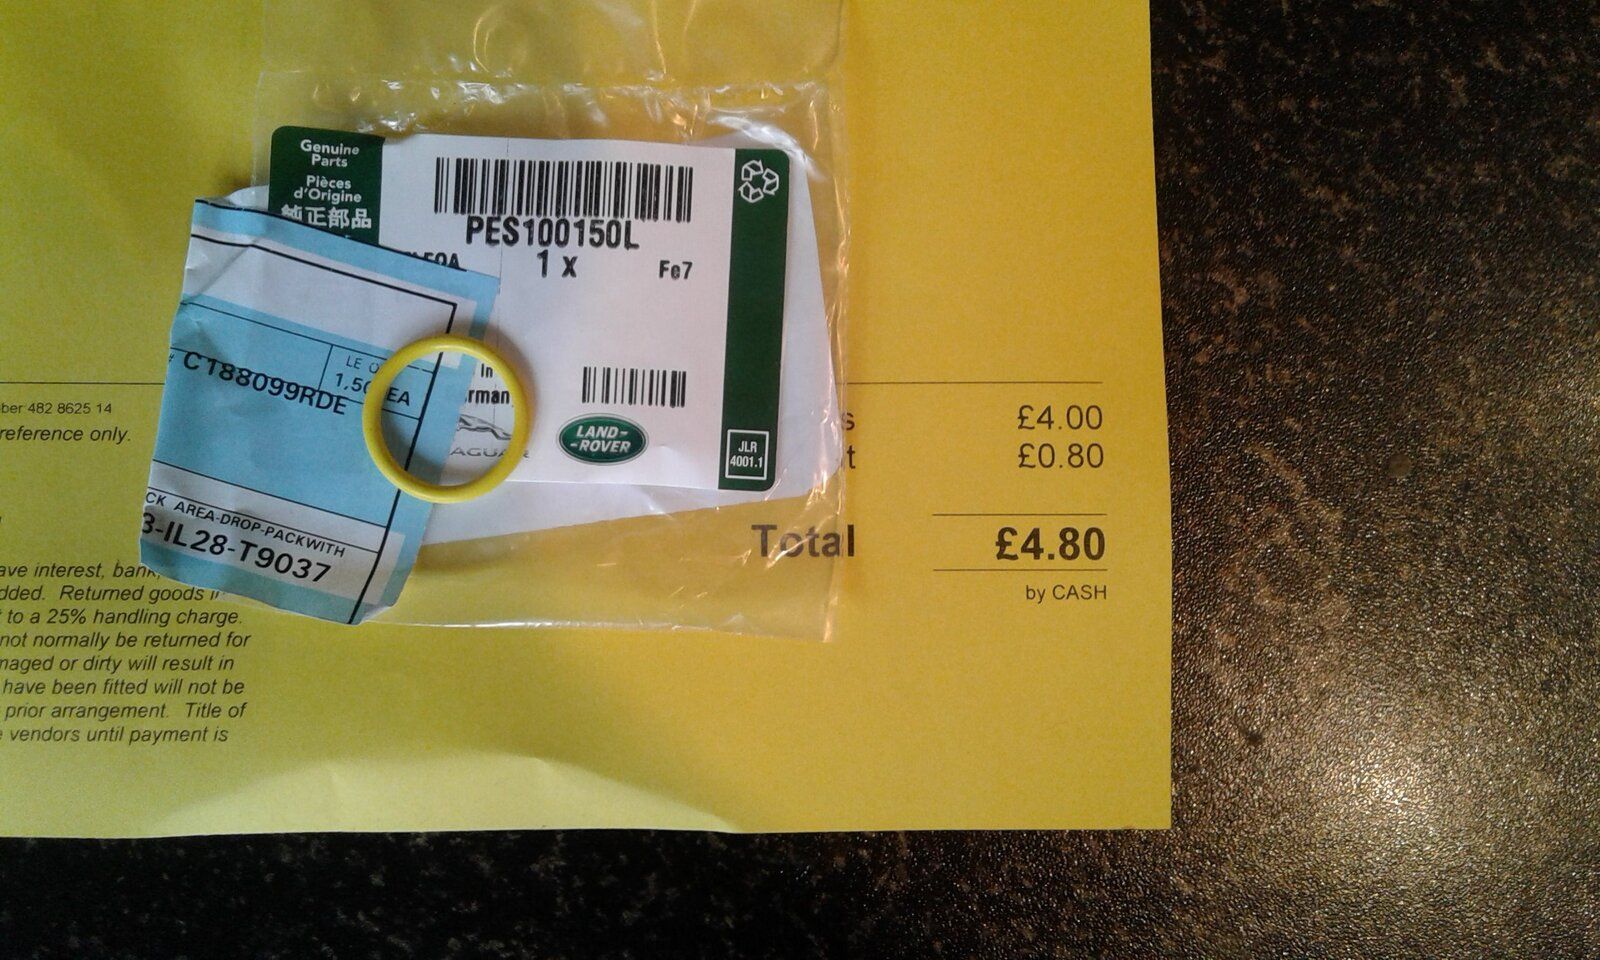 Genuine
Parts
Pièces
d'Origine
純正部品
PES100150L
1 x
Fe7
C188099RDE
LE
1,50 EA
In
LAND-
-ROVER
JLR
4001.1
CK AREA-DROP-PACKWITH
3-IL28-T9037
ber 482 8625 14
reference only.
£4.00
£0.80
Total £4.80
by CASH
ave interest, bank,
dded. Returned goods
to a 25% handling charge.
not normally be returned for
maged or dirty will result in
have been fitted will not be
prior arrangement. Title of
vendors until payment is